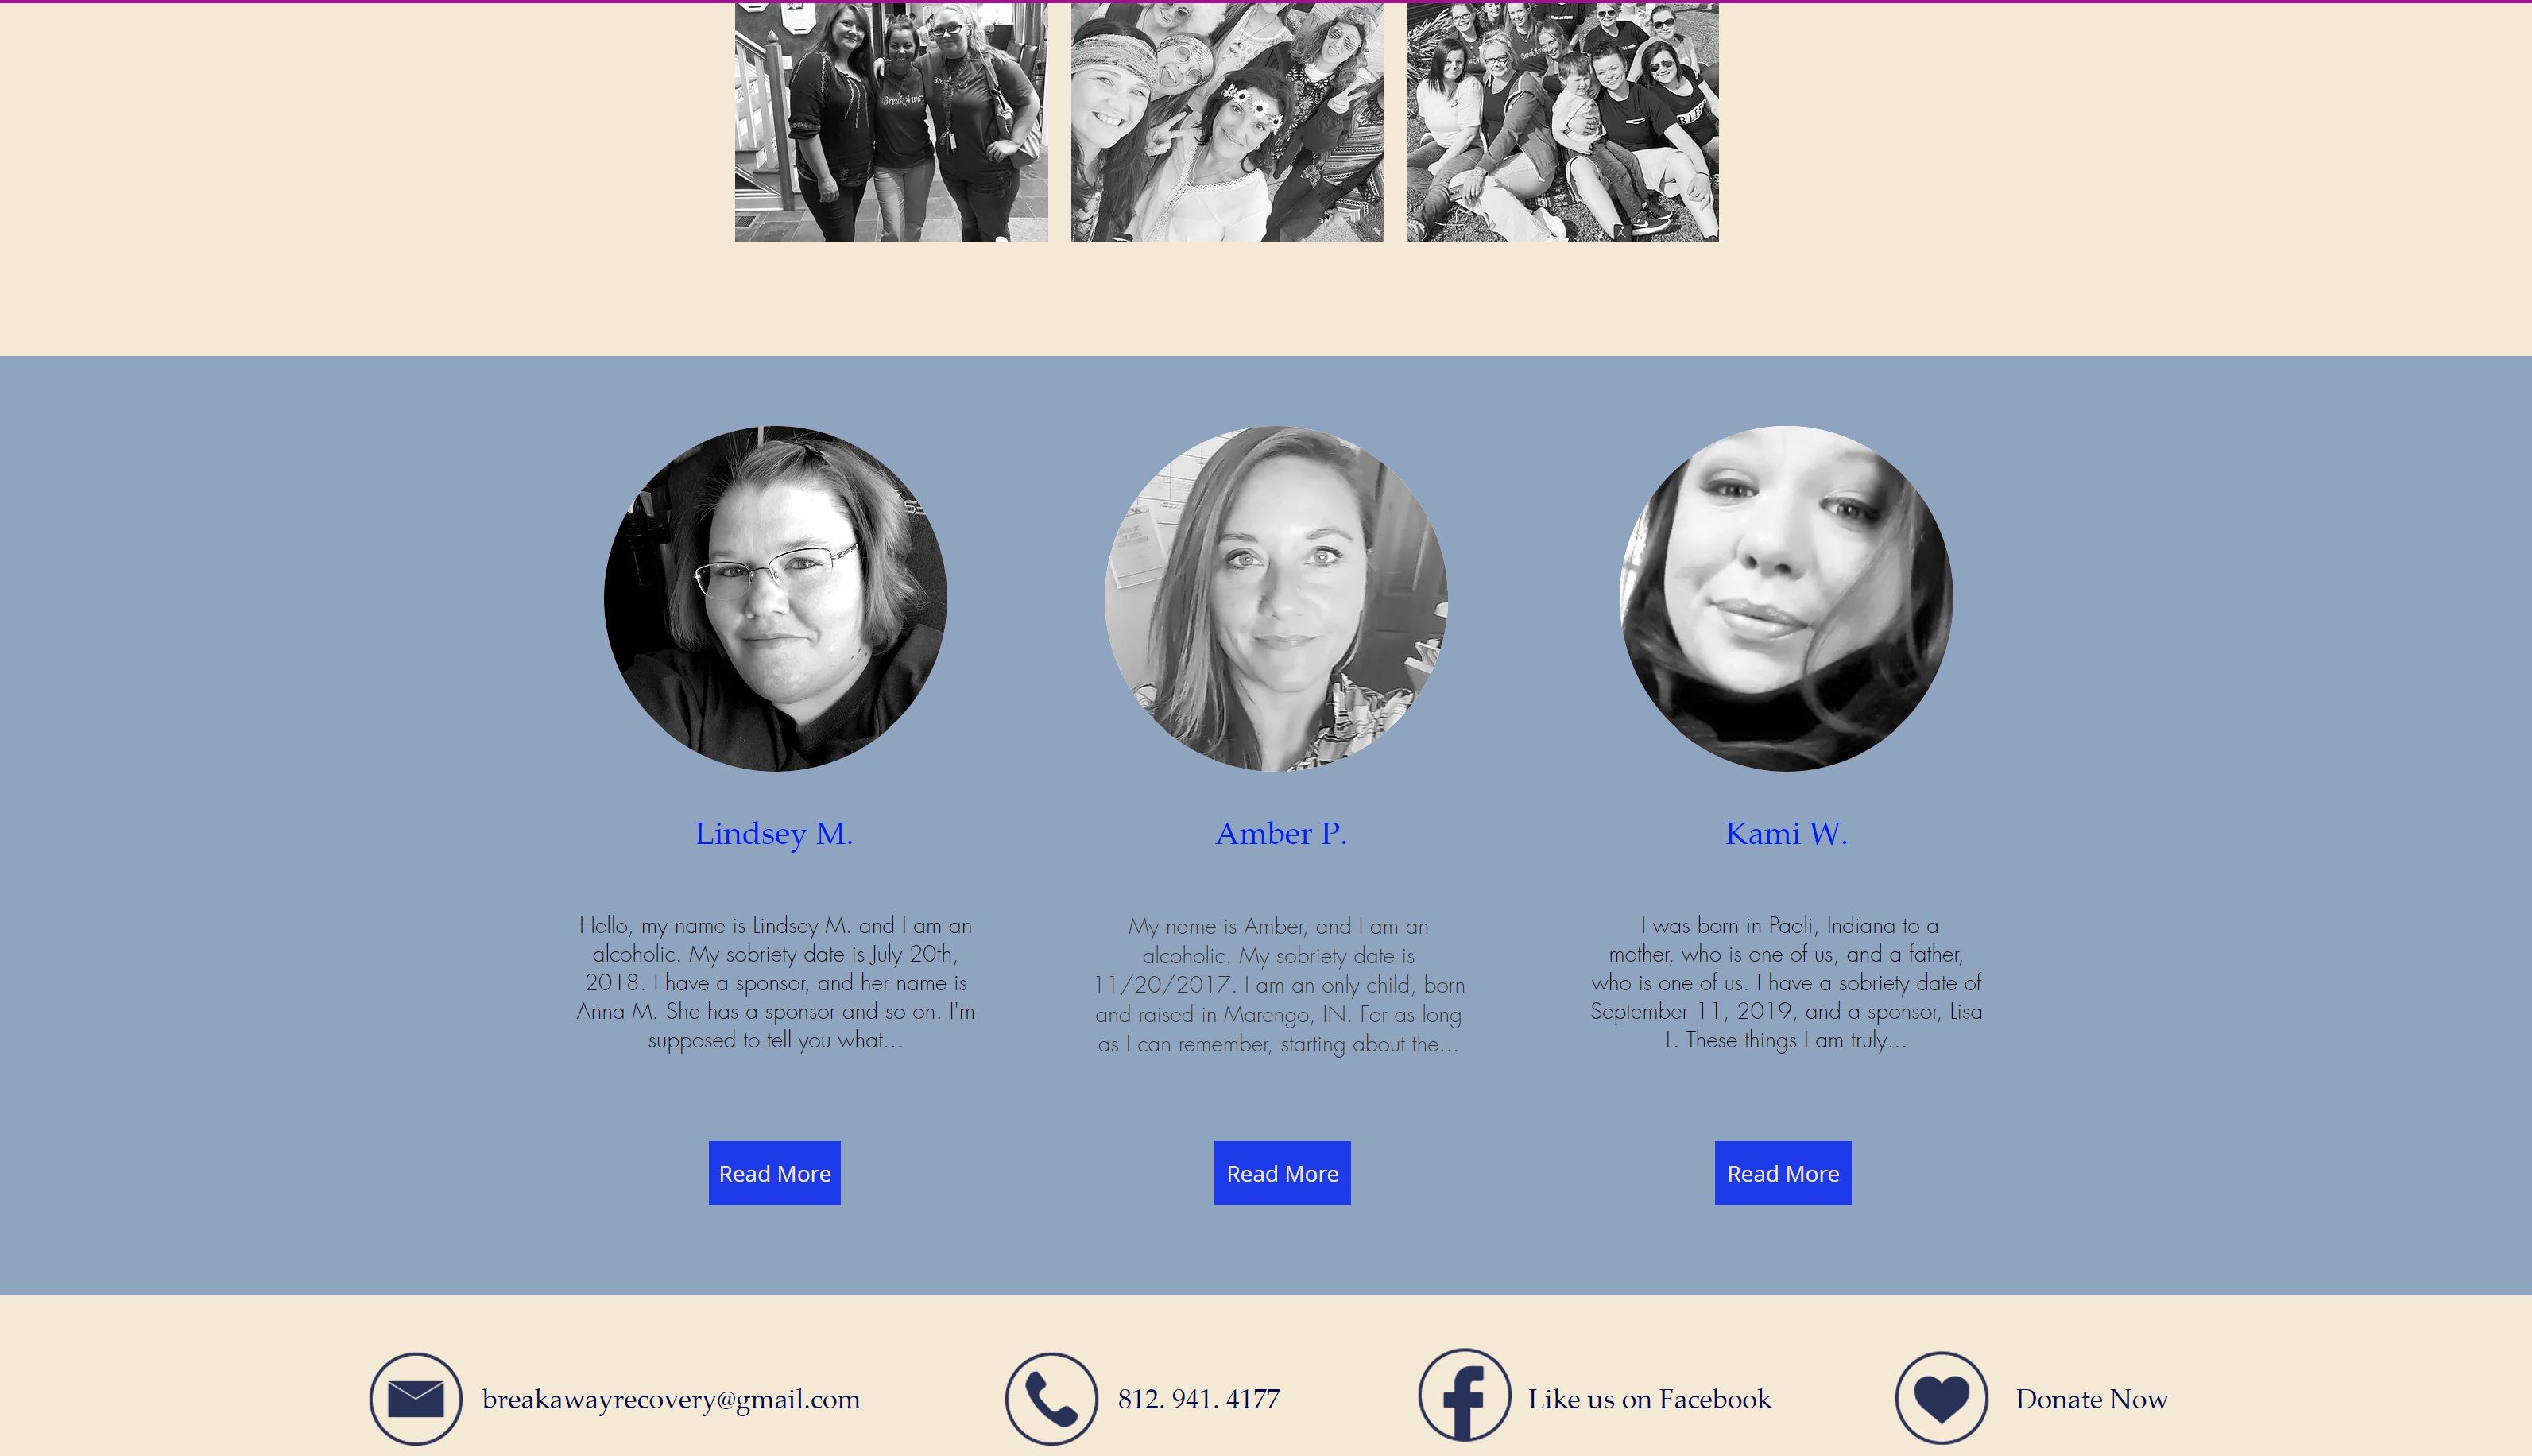 Lindsey M.
Hello, my name is Lindsey M. and I am an
alcoholic. My sobriety date is July 20th,
2018. I have a sponsor, and her name is
Anna M. She has a sponsor and so on. I'm
supposed to tell you what...
Read More
Amber P.
My name is Amber, and I am an
alcoholic. My sobriety date is
11/20/2017. I am an only child, born
and raised in Marengo, IN. For as long
as I can remember, starting about the...
Read More
Kami W.
I was born in Paoli, Indiana to a
mother, who is one of us, and a father,
who is one of us. I have a sobriety date of
September 11, 2019, and a sponsor, Lisa
L. These things I am truly...
Read More
breakawayrecovery@gmail.com
812. 941. 4177
Like us on Facebook
Donate Now